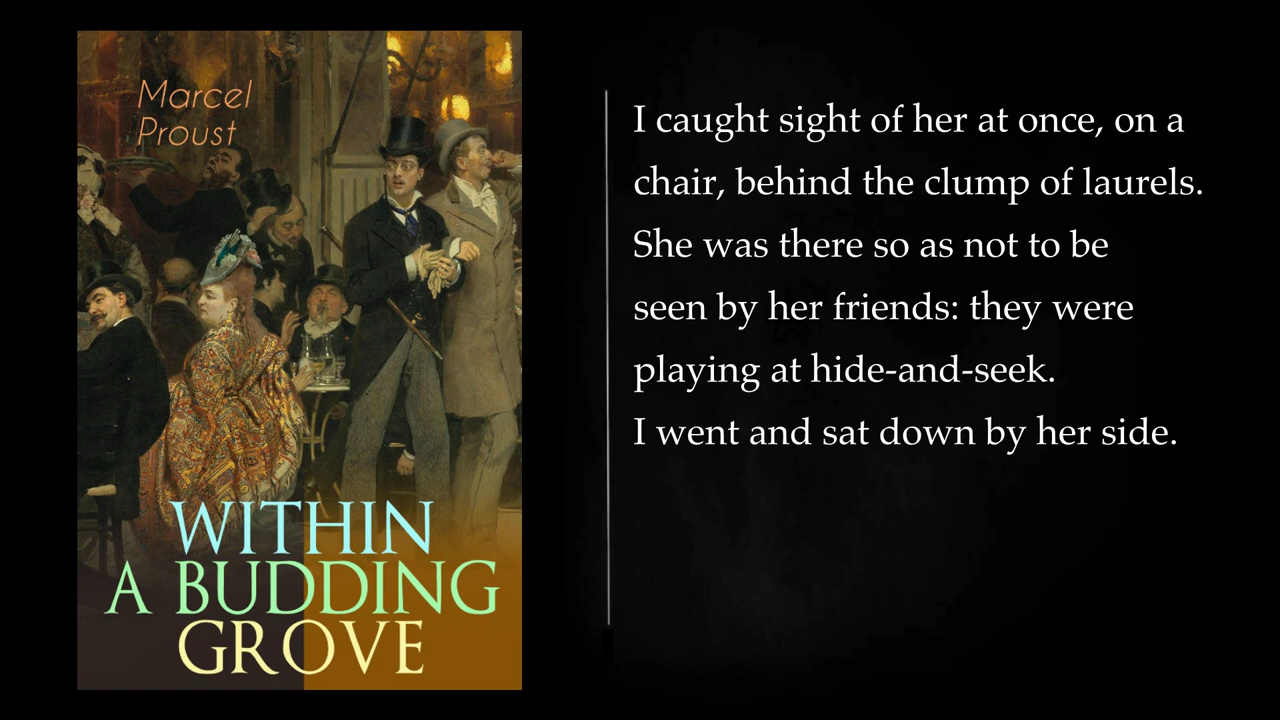 Marcel
Proust
WITHIN
A BUDDING
GROVE
I caught sight of her at once, on a
chair, behind the clump of laurels.
She was there so as not to be
seen by her friends: they were
playing at hide-and-seek.
I went and sat down by her side.